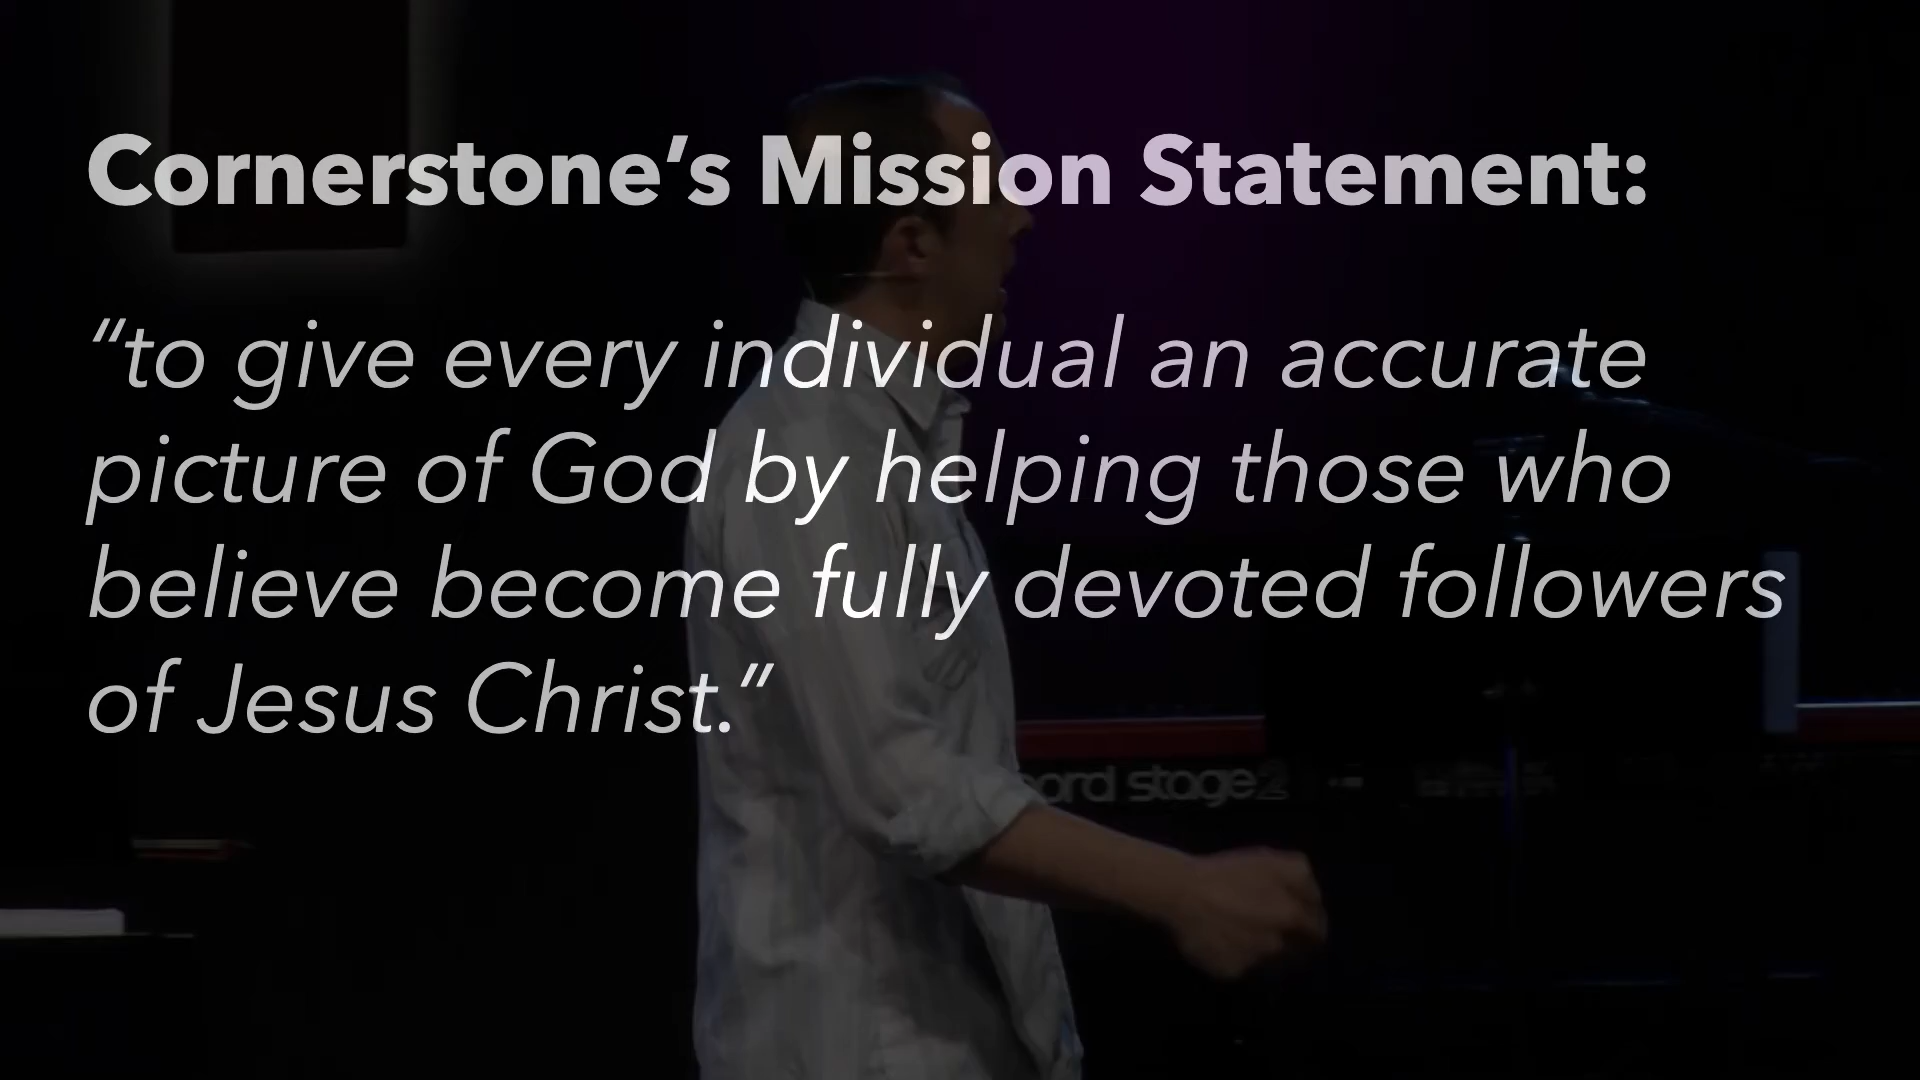 Cornerstone’s Mission Statement:
“to give every individual an accurate
picture of God by helping those who
believe become fully devoted followers
of Jesus Christ.”
stage2